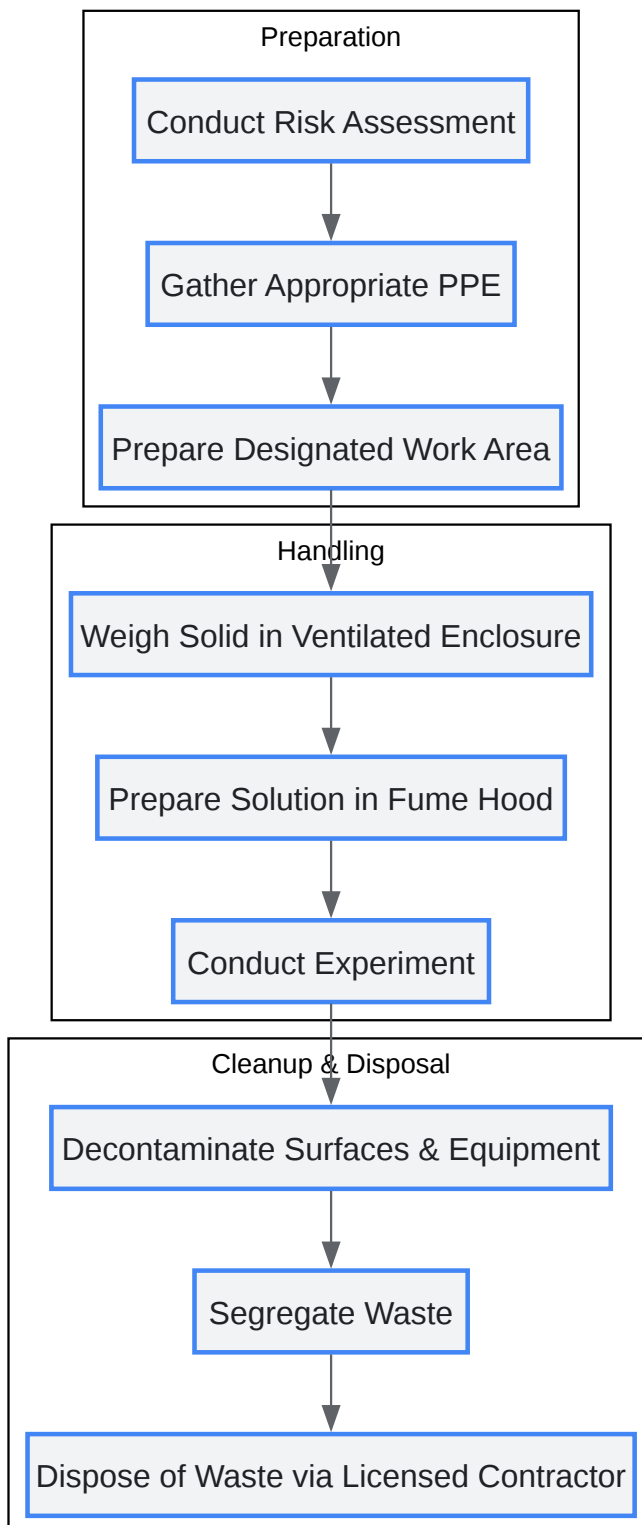 Preparation
Conduct Risk Assessment
Gather Appropriate PPE
Prepare Designated Work Area
Handling
Weigh Solid in Ventilated Enclosure
Prepare Solution in Fume Hood
Conduct Experiment
Cleanup & Disposal
Decontaminate Surfaces & Equipment
Segregate Waste
Dispose of Waste via Licensed Contractor